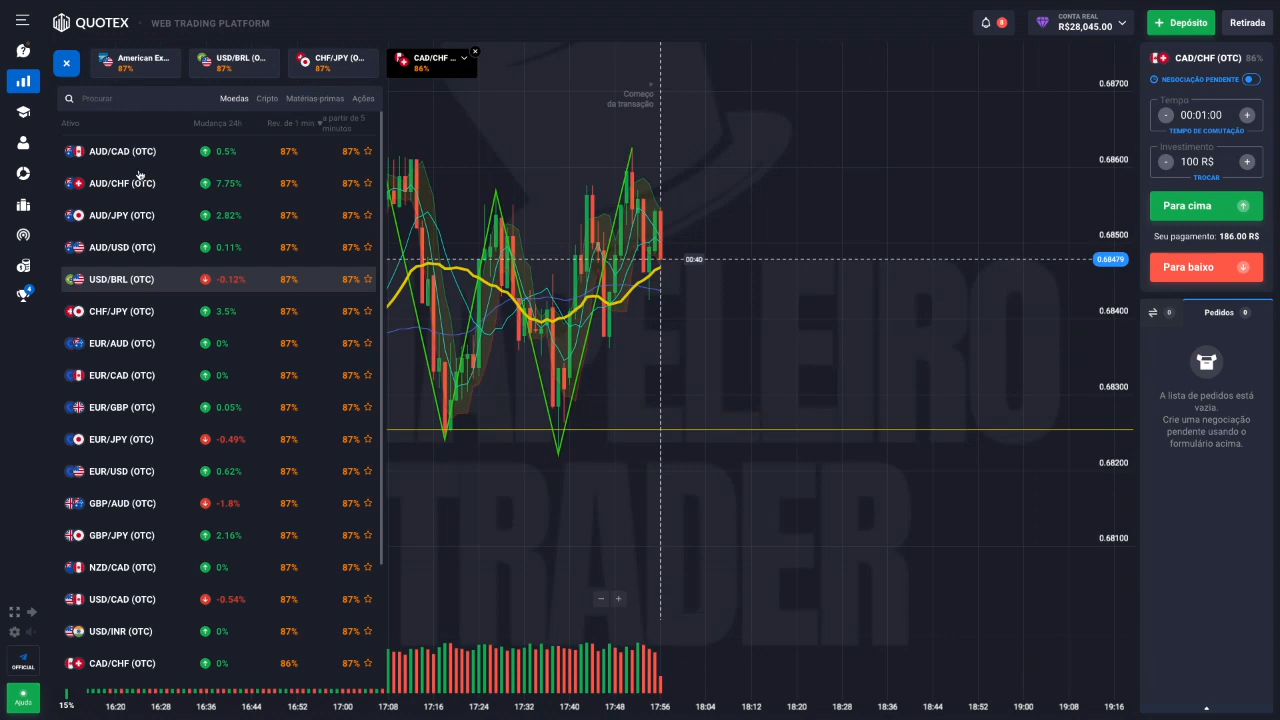 QUOTEX
WEB TRADING PLATFORM
8
CONTA REAL
R$28,045.00
+ Depósito
Retirada
American Ex...
87%
USD/BRL (O...
87%
CHF/JPY (O...
87%
CAD/CHF ...
86%
Procurar
Moedas
Cripto
Matérias-primas
Ações
Ativo
Mudança 24h
Rev. de 1 min
a partir de 5
minutos
AUD/CAD (OTC) 0.5% 87% 87%
AUD/CHF (OTC) 7.75% 87% 87%
AUD/JPY (OTC) 2.82% 87% 87%
AUD/USD (OTC) 0.11% 87% 87%
USD/BRL (OTC) -0.12% 87% 87%
CHF/JPY (OTC) 3.5% 87% 87%
EUR/AUD (OTC) 0% 87% 87%
EUR/CAD (OTC) 0% 87% 87%
EUR/GBP (OTC) 0.05% 87% 87%
EUR/JPY (OTC) -0.49% 87% 87%
EUR/USD (OTC) 0.62% 87% 87%
GBP/AUD (OTC) -1.8% 87% 87%
GBP/JPY (OTC) 2.16% 87% 87%
NZD/CAD (OTC) 0% 87% 87%
USD/CAD (OTC) -0.54% 87% 87%
USD/INR (OTC) 0% 87% 87%
CAD/CHF (OTC) 0% 86% 87%
4
OFFICIAL
Ajuda
15%
Começo
da transação
00:40
TRADER
0.68700
0.68600
0.68500
0.68479
0.68400
0.68300
0.68200
0.68100
16:20 16:28 16:36 16:44 16:52 17:00 17:08 17:16 17:24 17:32 17:40 17:48 17:56 18:04 18:12 18:20 18:28 18:36 18:44 18:52 19:00 19:08 19:16
CAD/CHF (OTC) 86%
NEGOCIAÇÃO PENDENTE
Tempo
- 00:01:00 +
TEMPO DE COMUTAÇÃO
Investimento
- 100 R$ +
TROCAR
Para cima
Seu pagamento: 186.00 R$
Para baixo
0
Pedidos 0
A lista de pedidos está
vazia.
Crie uma negociação
pendente usando o
formulário acima.